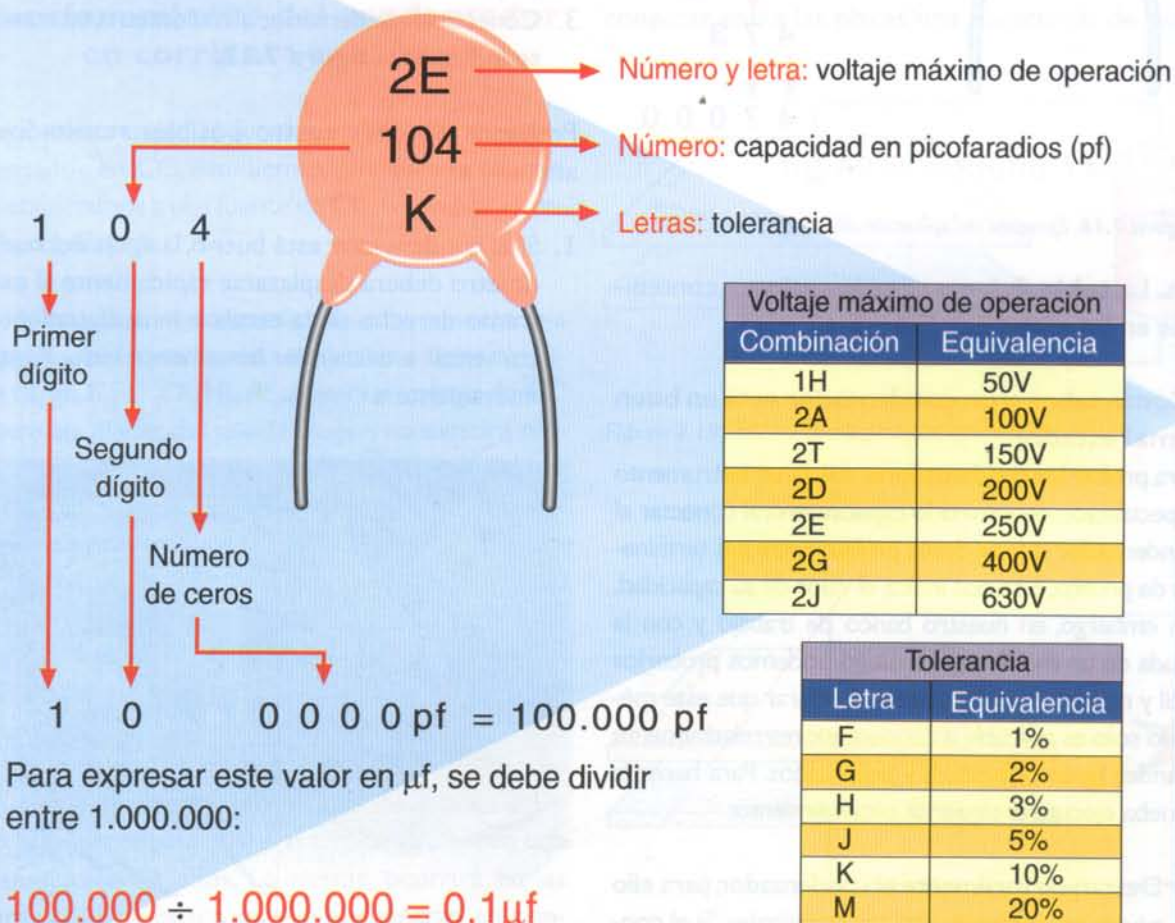 2E
104
K
Número y letra: voltaje máximo de operación
Número: capacidad en picofaradios (pf)
Letras: tolerancia
1 0 4
Primer
dígito
Segundo
dígito
Número
de ceros
1 0 0 0 0 0 pf = 100.000 pf
Para expresar este valor en µf, se debe dividir
entre 1.000.000:
100.000 ÷ 1.000.000 = 0.1µf
Voltaje máximo de operación
Combinación Equivalencia
1H 50V
2A 100V
2T 150V
2D 200V
2E 250V
2G 400V
2J 630V
Tolerancia
Letra Equivalencia
F 1%
G 2%
H 3%
J 5%
K 10%
M 20%